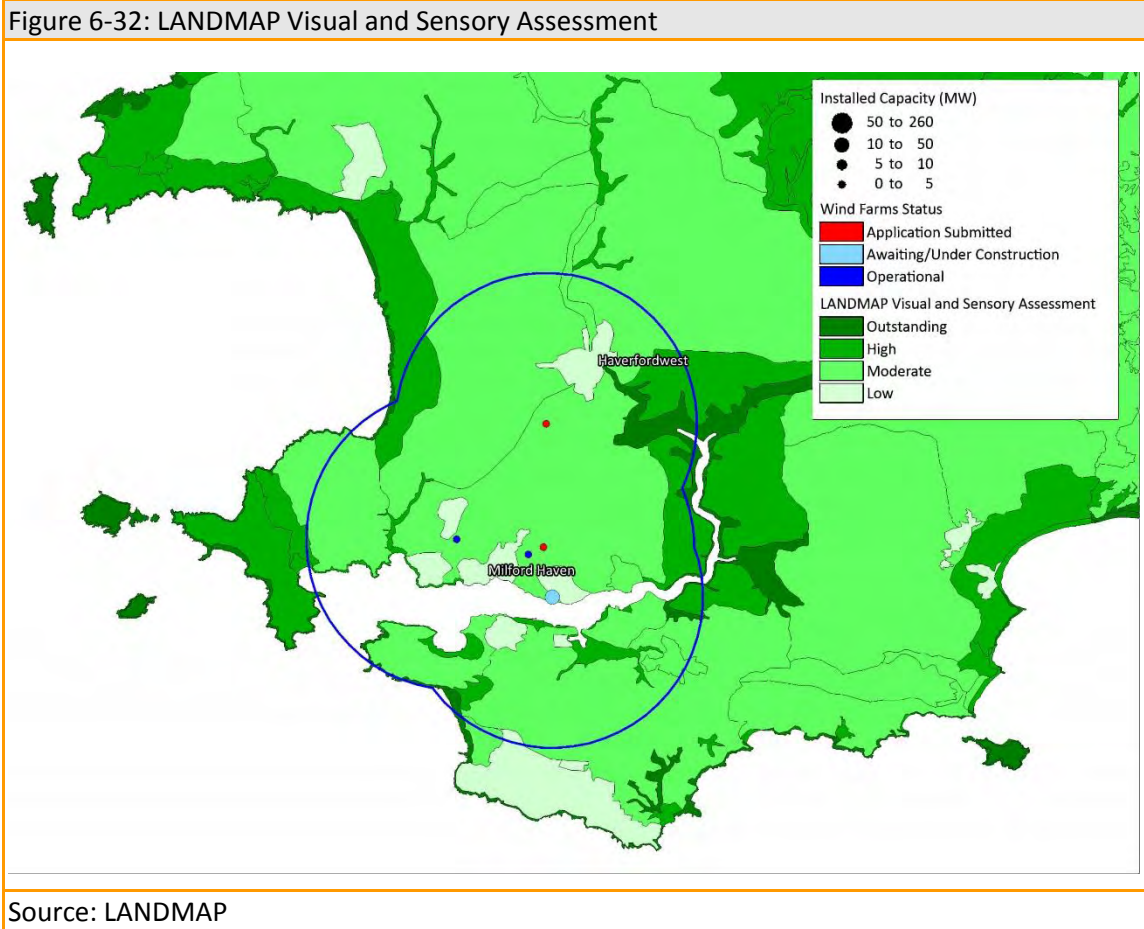 Figure 6-32: LANDMAP Visual and Sensory Assessment
Installed Capacity (MW)
50 to 260
10 to 50
5 to 10
0 to 5
Wind Farms Status
Application Submitted
Awaiting/Under Construction
Operational
LANDMAP Visual and Sensory Assessment
Outstanding
High
Moderate
Low
Haverfordwest
Milford Haven
Source: LANDMAP